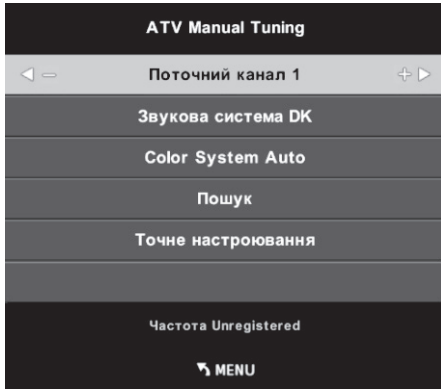 ATV Manual Tuning
Поточний канал 1
Звукова система DK
Color System Auto
Пошук
Точне настроювання
Частота Unregistered
MENU